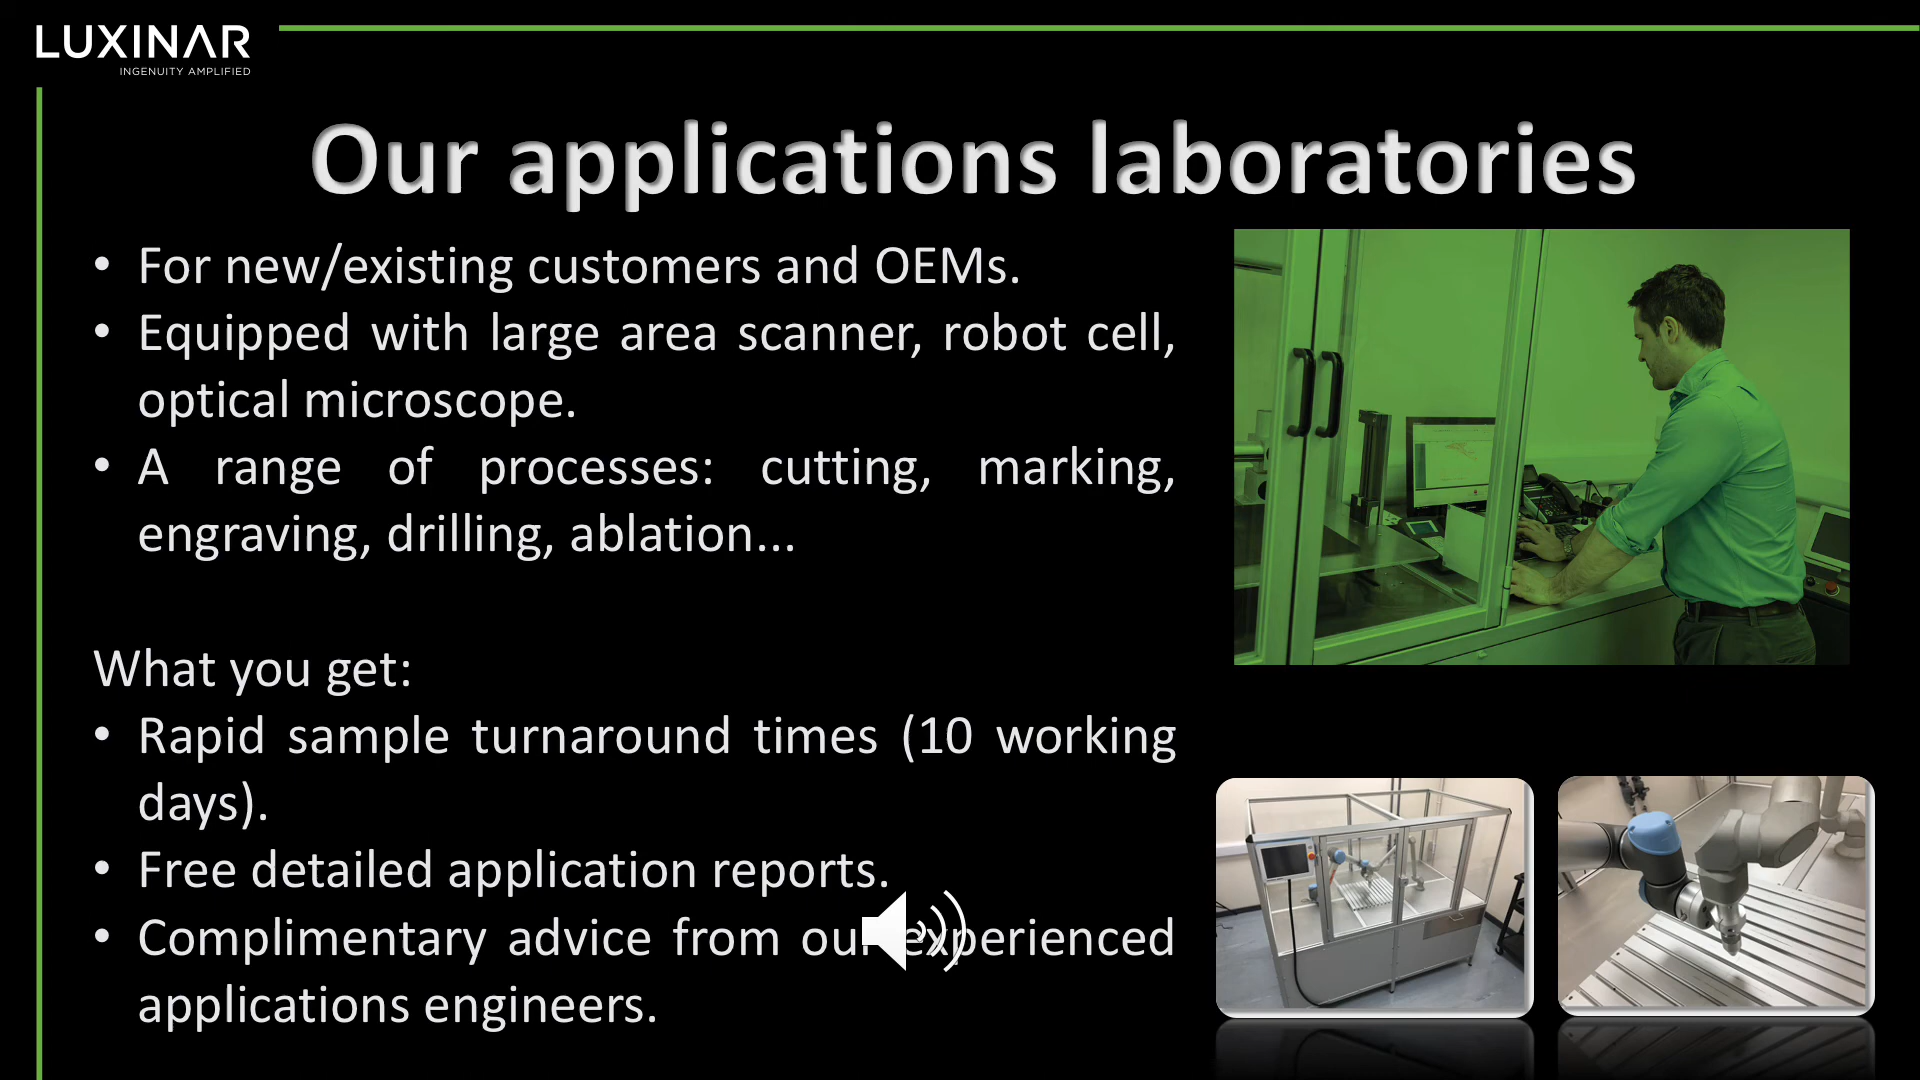 LUXINAR
INGENUITY AMPLIFIED
Our applications laboratories
• For new/existing customers and OEMs.
• Equipped with large area scanner, robot cell,
optical microscope.
• A range of processes: cutting, marking,
engraving, drilling, ablation...
What you get:
• Rapid sample turnaround times (10 working
days).
• Free detailed application reports.
• Complimentary advice from our experienced
applications engineers.